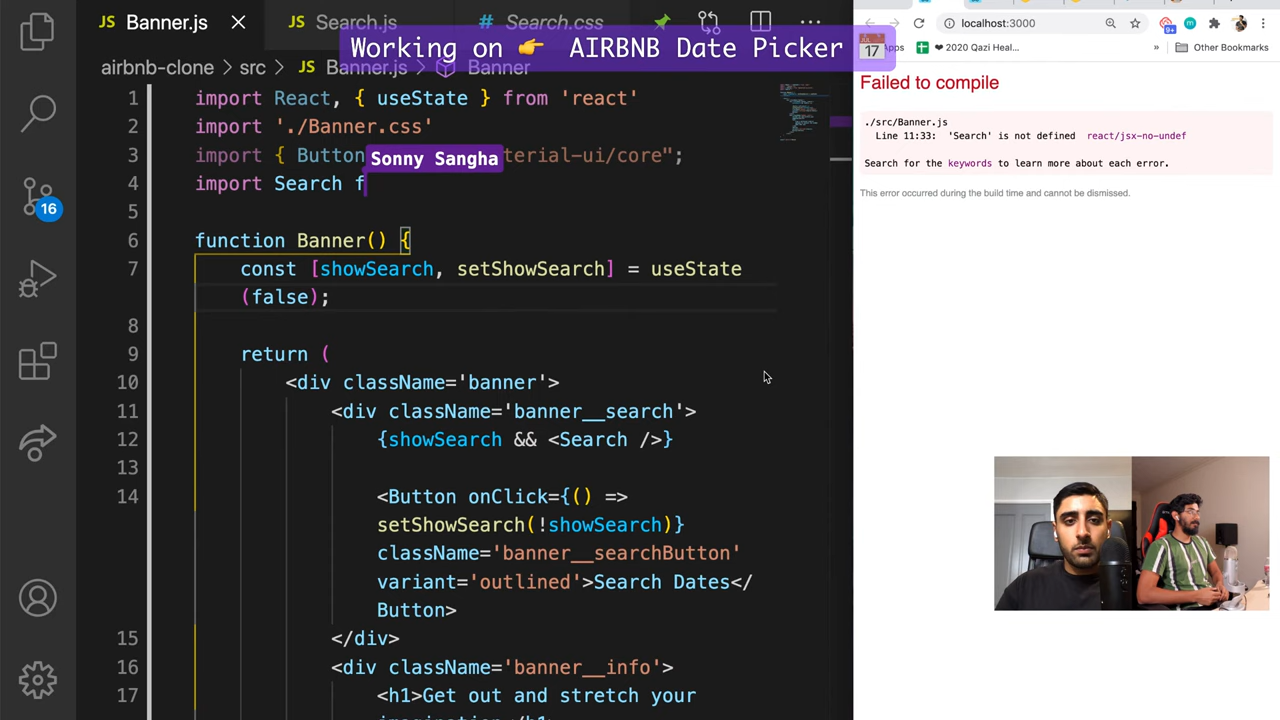 Banner.js
Search.js
Search.css
Working on 👉 AIRBNB Date Picker
17
airbnb-clone > src > JS Banner.js > Banner
1 import React, { useState } from 'react'
2 import './Banner.css'
3 import { Button
Sonny Sangha
terial-ui/core";
4 import Search f
5
6 function Banner() {
7 const [showSearch, setShowSearch] = useState
(false);
8
9 return (
10 <div className='banner'>
11 <div className='banner__search'>
12 {showSearch && <Search />}
13
14 <Button onClick={() =>
setShowSearch(!showSearch)}
className='banner__searchButton'
variant='outlined'>Search Dates</
Button>
15 </div>
16 <div className='banner__info'>
17 <h1>Get out and stretch your
16
localhost:3000
9+
m
Apps
❤ 2020 Qazi Heal...
»
Other Bookmarks
Failed to compile
./src/Banner.js
Line 11:33: 'Search' is not defined react/jsx-no-undef
Search for the keywords to learn more about each error.
This error occurred during the build time and cannot be dismissed.